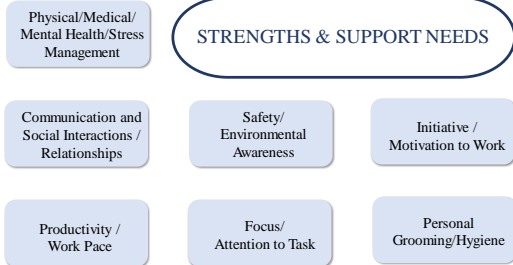 Physical/Medical/
Mental Health/Stress
Management
STRENGTHS & SUPPORT NEEDS
Communication and
Social Interactions /
Relationships
Safety/
Environmental
Awareness
Initiative /
Motivation to Work
Productivity /
Work Pace
Focus/
Attention to Task
Personal
Grooming/Hygiene